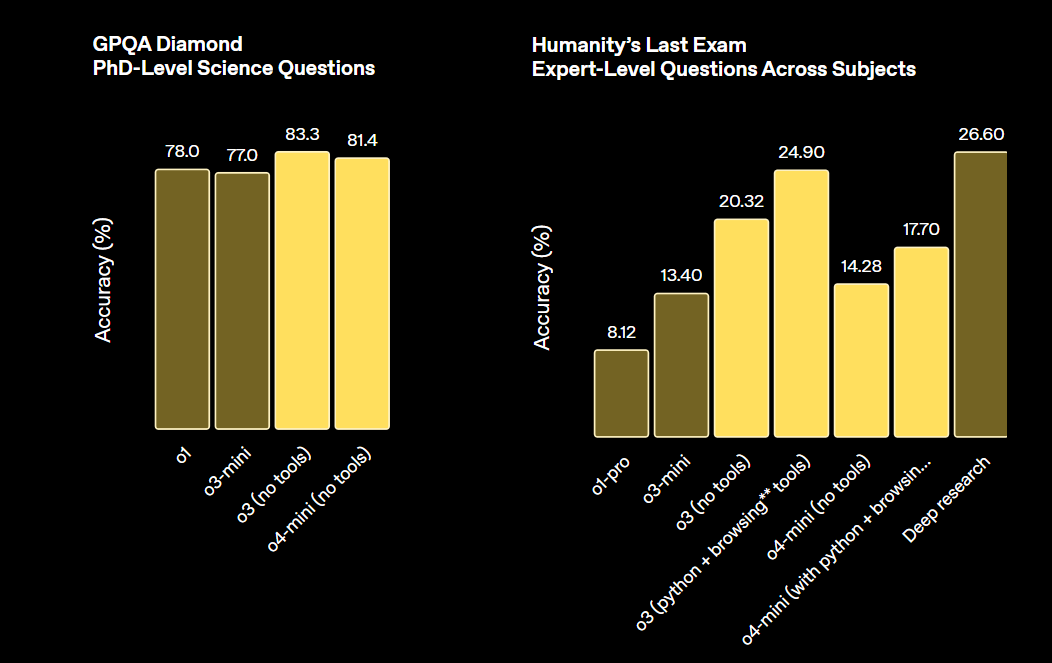 GPQA Diamond
PhD-Level Science Questions
Accuracy (%)
78.0
77.0
83.3
81.4
o1
o3-mini
o3 (no tools)
o4-mini (no tools)
Humanity’s Last Exam
Expert-Level Questions Across Subjects
Accuracy (%)
8.12
13.40
20.32
24.90
14.28
17.70
26.60
o1-pro
o3-mini
o3 (no tools)
o3 (python + browsing** tools)
o4-mini (no tools)
o4-mini (with python + browsin...
Deep research